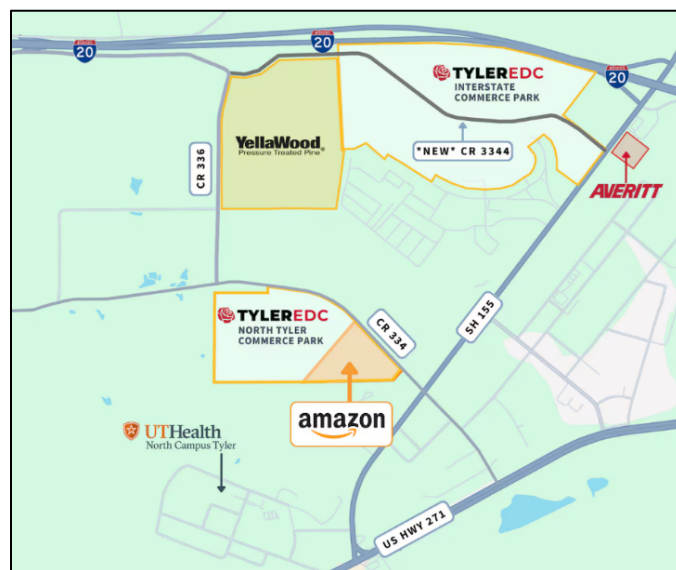 20
20
20
TYLEREDC
INTERSTATE
COMMERCE PARK
YellaWood®
Pressure Treated Pine
*NEW* CR 3344
CR 336
AVERITT
TYLEREDC
NORTH TYLER
COMMERCE PARK
CR 334
SH 155
amazon
UTHealth
North Campus Tyler
US HWY 271